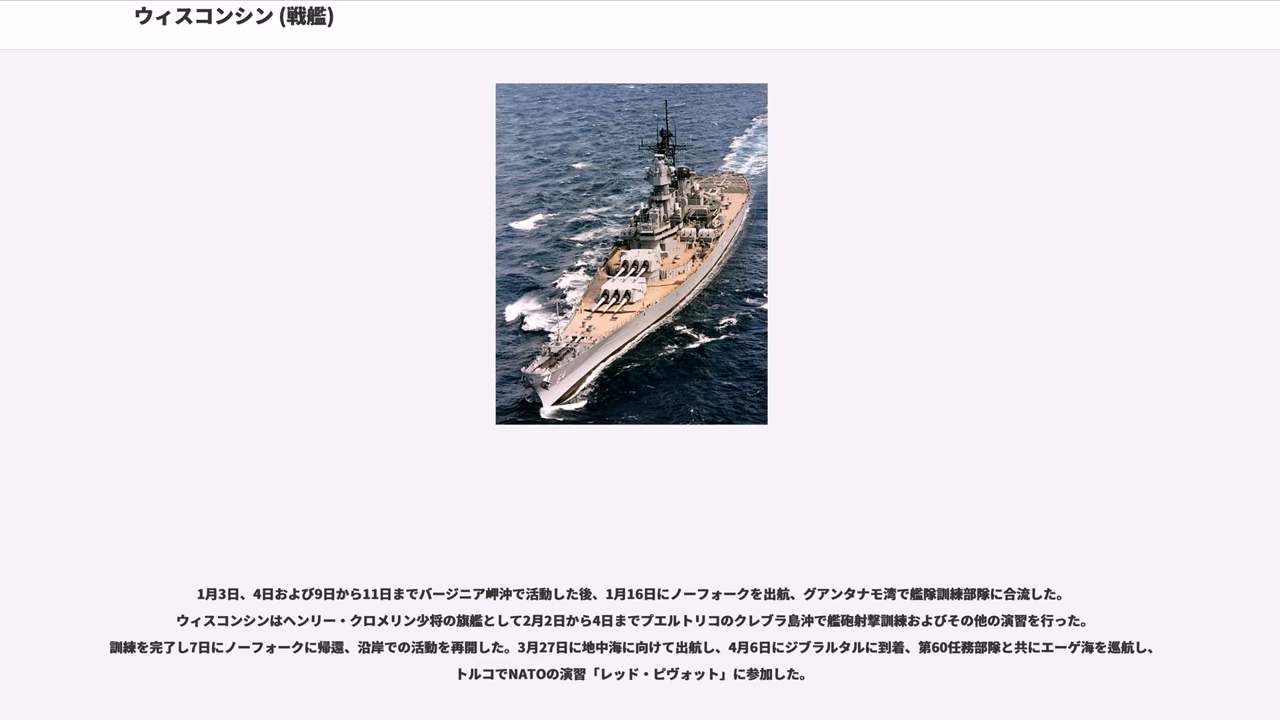 ウィスコンシン (戦艦)
1月3日、4日および9日から11日までバージニア岬沖で活動した後、1月16日にノーフォークを出航、グアンタナモ湾で艦隊訓練部隊に合流した。
ウィスコンシンはヘンリー・クロメリン少将の旗艦として2月2日から4日までプエルトリコのクレブラ島沖で艦砲射撃訓練およびその他の演習を行った。
訓練を完了し7日にノーフォークに帰還、沿岸での活動を再開した。3月27日に地中海に向けて出航し、4月6日にジブラルタルに到着、第60任務部隊と共にエーゲ海を巡航し、
トルコでNATOの演習「レッド・ピヴォット」に参加した。